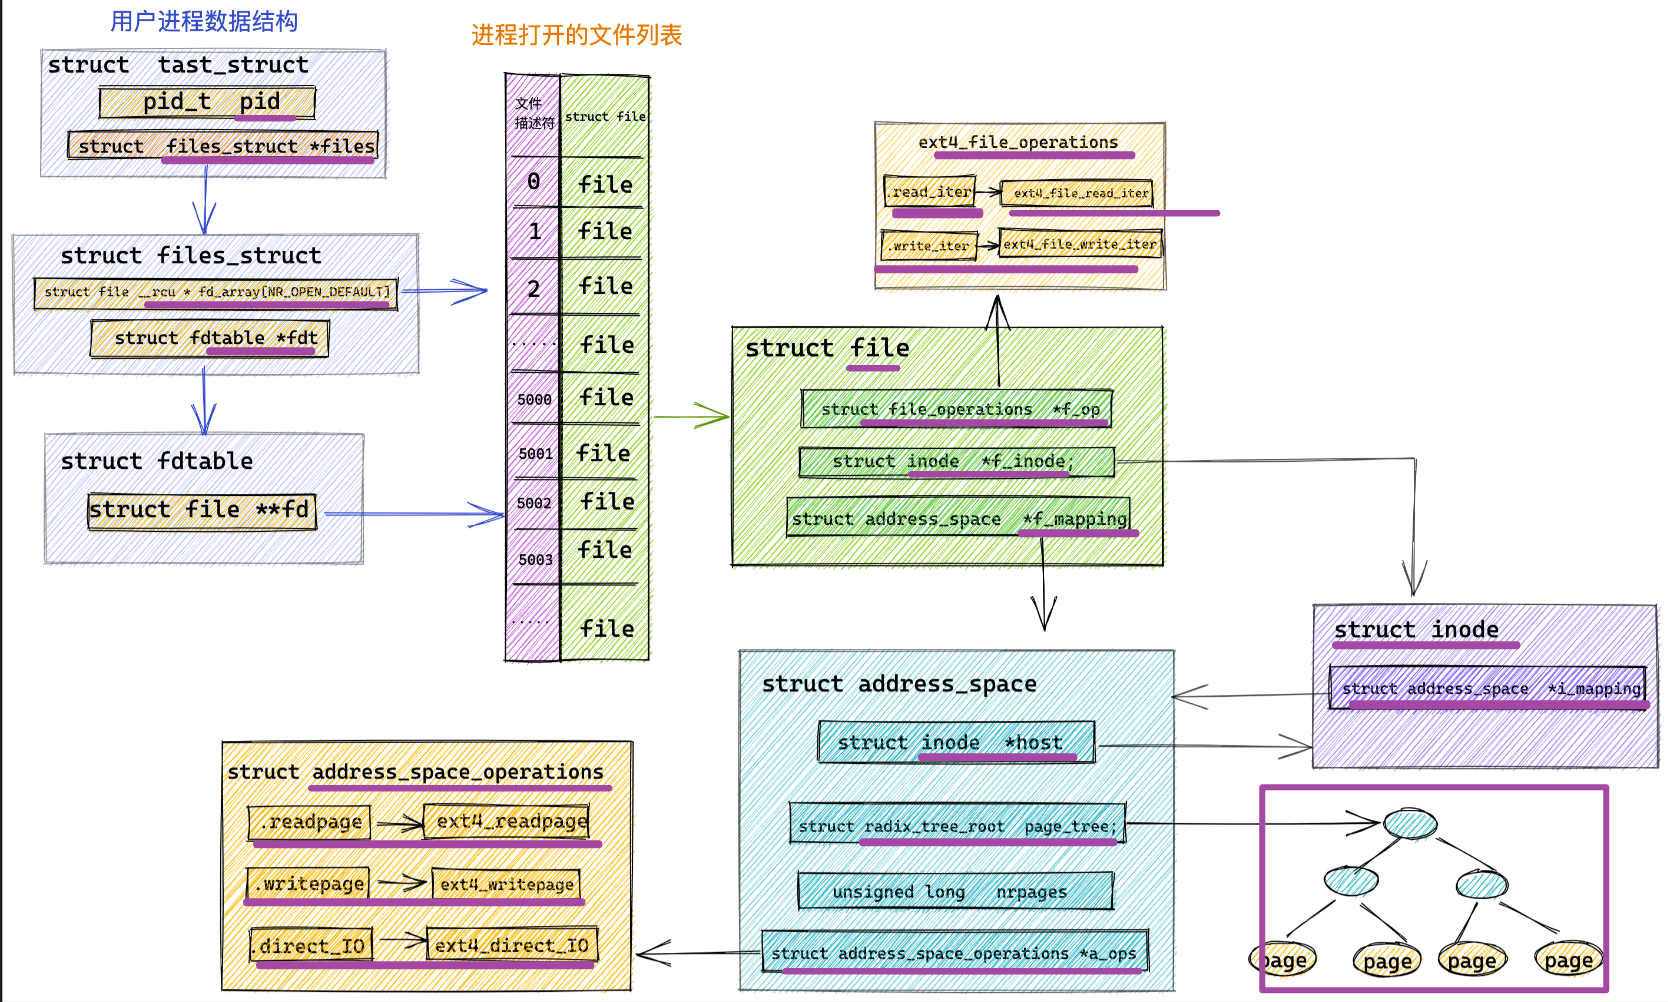 用户进程数据结构
struct  tast_struct
pid_t  pid
struct  files_struct *files
struct files_struct
struct file __rcu * fd_array[NR_OPEN_DEFAULT]
struct fdtable *fdt
struct fdtable
struct file **fd
进程打开的文件列表
文件
描述符
struct file
0 file
1 file
2 file
..... file
5000 file
5001 file
5002 file
5003 file
..... file
ext4_file_operations
.read_iter ext4_file_read_iter
.write_iter ext4_file_write_iter
struct file
struct file_operations  *f_op
struct inode  *f_inode;
struct address_space  *f_mapping
struct inode
struct address_space  *i_mapping
struct address_space
struct inode  *host
struct radix_tree_root  page_tree;
unsigned long  nrpages
struct address_space_operations *a_ops
struct address_space_operations
.readpage ext4_readpage
.writepage ext4_writepage
.direct_IO ext4_direct_IO
page page page page